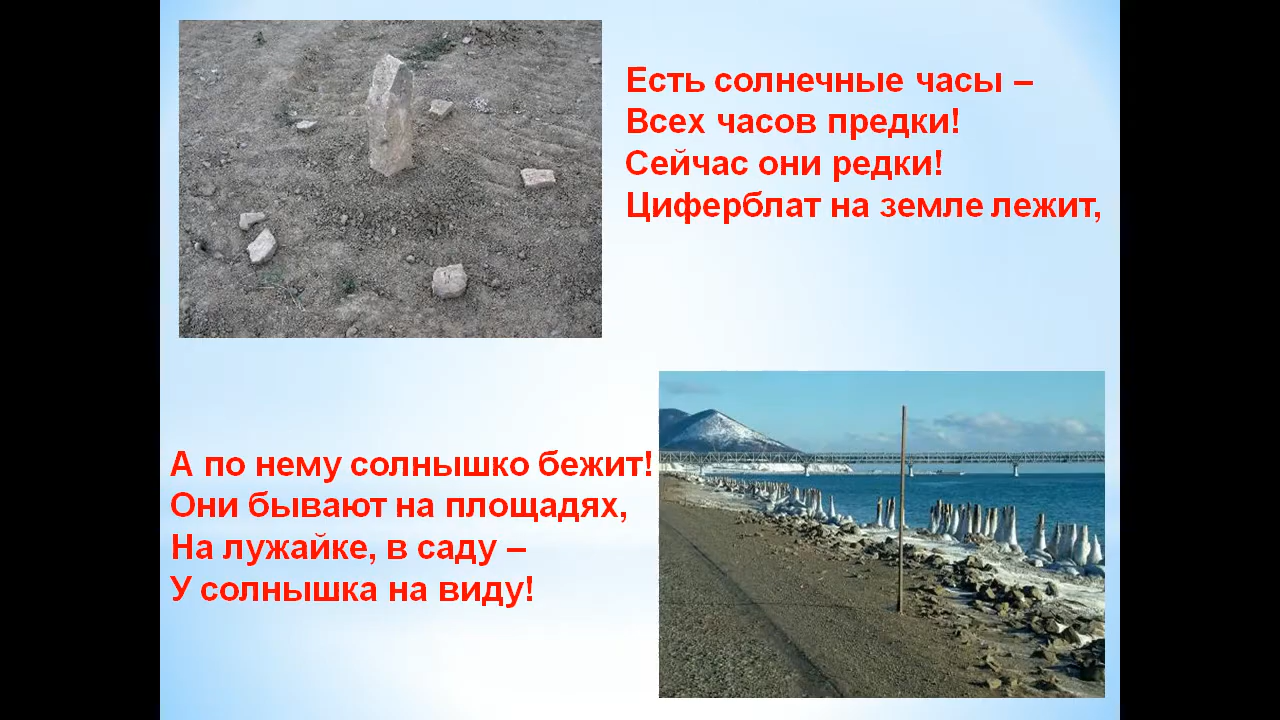 Есть солнечные часы –
Всех часов предки!
Сейчас они редки!
Циферблат на земле лежит,
А по нему солнышко бежит!
Они бывают на площадях,
На лужайке, в саду –
У солнышка на виду!